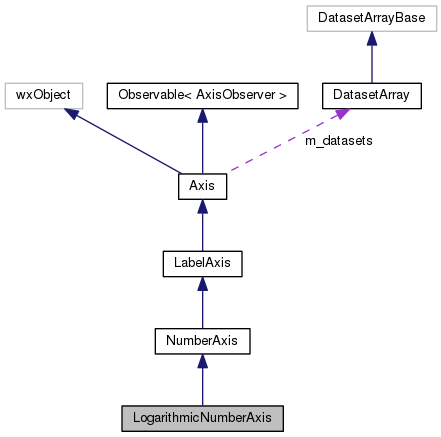 DatasetArrayBase
wxObject
Observable< AxisObserver >
DatasetArray
m_datasets
Axis
LabelAxis
NumberAxis
LogarithmicNumberAxis